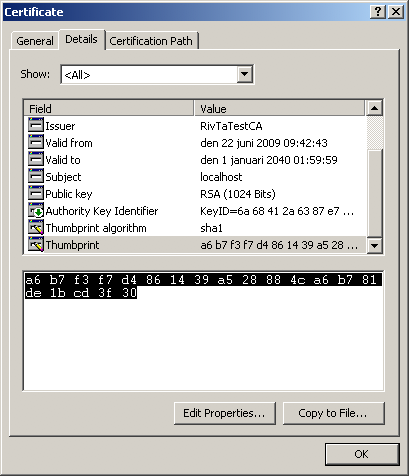 Certificate
General Details Certification Path
Show: <All>
Field Value
Issuer RivTaTestCA
Valid from den 22 juni 2009 09:42:43
Valid to den 1 januari 2040 01:59:59
Subject localhost
Public key RSA (1024 Bits)
Authority Key Identifier KeyID=6a 68 41 2a 63 87 e7 ...
Thumbprint algorithm sha1
Thumbprint a6 b7 f3 f7 d4 86 14 39 a5 28 ...
a6 b7 f3 f7 d4 86 14 39 a5 28 88 4c a6 b7 81
de 1b cd 3f 30
Edit Properties... Copy to File...
OK